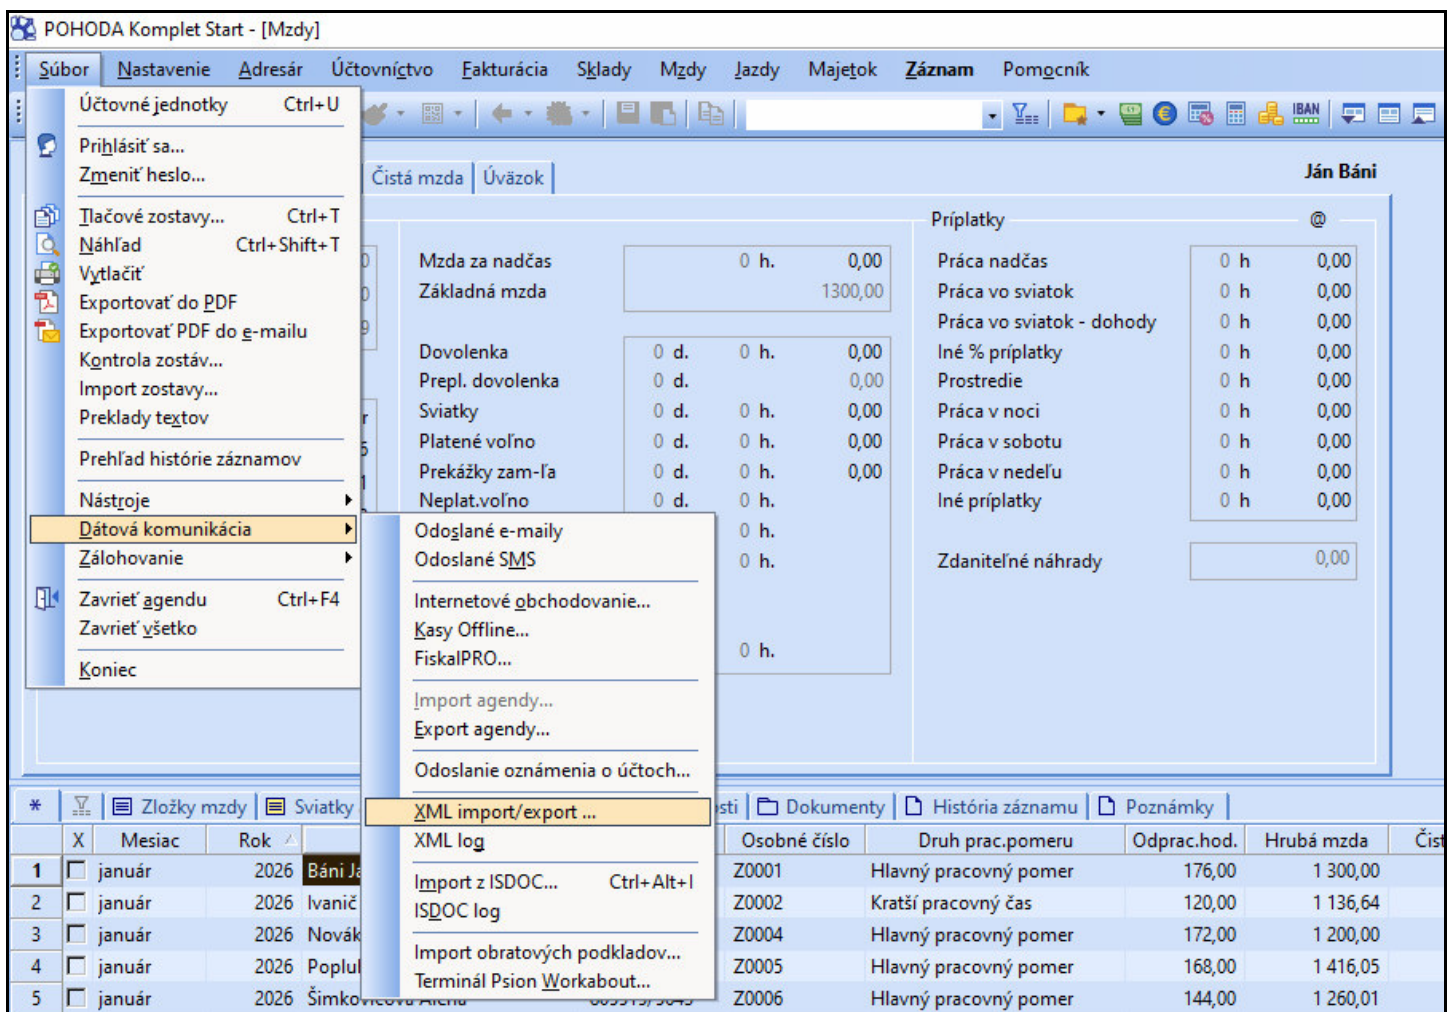 POHODA Komplet Start - [Mzdy]
Súbor Nastavenie Adresár Účtovníctvo Fakturácia Sklady Mzdy Jazdy Majetok Záznam Pomocník
Účtovné jednotky Ctrl+U
IBAN
Prihlásiť sa...
Zmeniť heslo...
Čistá mzda Úväzok
Ján Báni
Tlačové zostavy... Ctrl+T
Náhľad Ctrl+Shift+T
Vytlačiť
Exportovať do PDF
Exportovať PDF do e-mailu
Kontrola zostáv...
Import zostavy...
Preklady textov
Prehľad histórie záznamov
Nástroje
Dátová komunikácia
Zálohovanie
Zavrieť agendu Ctrl+F4
Zavrieť všetko
Koniec
Mzda za nadčas 0 h. 0,00
Základná mzda 1300,00
Dovolenka 0 d. 0 h. 0,00
Prepl. dovolenka 0 d. 0,00
Sviatky 0 d. 0 h. 0,00
Platené voľno 0 d. 0 h. 0,00
Prekážky zam-ľa 0 d. 0 h. 0,00
Neplat.voľno 0 d. 0 h.
0 h.
0 h.
0 h.
Príplatky @
Práca nadčas 0 h 0,00
Práca vo sviatok 0 h 0,00
Práca vo sviatok - dohody 0 h 0,00
Iné % príplatky 0 h 0,00
Prostredie 0 h 0,00
Práca v noci 0 h 0,00
Práca v sobotu 0 h 0,00
Práca v nedeľu 0 h 0,00
Iné príplatky 0 h 0,00
Zdaniteľné náhrady 0,00
Odoslané e-maily
Odoslané SMS
Internetové obchodovanie...
Kasy Offline...
FiskalPRO...
Import agendy...
Export agendy...
Odoslanie oznámenia o účtoch...
XML import/export ...
XML log
Import z ISDOC... Ctrl+Alt+I
ISDOC log
Import obratových podkladov...
Terminál Psion Workabout...
* Zložky mzdy Sviatky Dokumenty História záznamu Poznámky
X Mesiac Rok Osobné číslo Druh prac.pomeru Odprac.hod. Hrubá mzda Čist
1 január 2026 Báni Z0001 Hlavný pracovný pomer 176,00 1 300,00
2 január 2026 Ivanič Z0002 Kratší pracovný čas 120,00 1 136,64
3 január 2026 Novák Z0004 Hlavný pracovný pomer 172,00 1 200,00
4 január 2026 Z0005 Hlavný pracovný pomer 168,00 1 416,05
5 január 2026 Z0006 Hlavný pracovný pomer 144,00 1 260,01